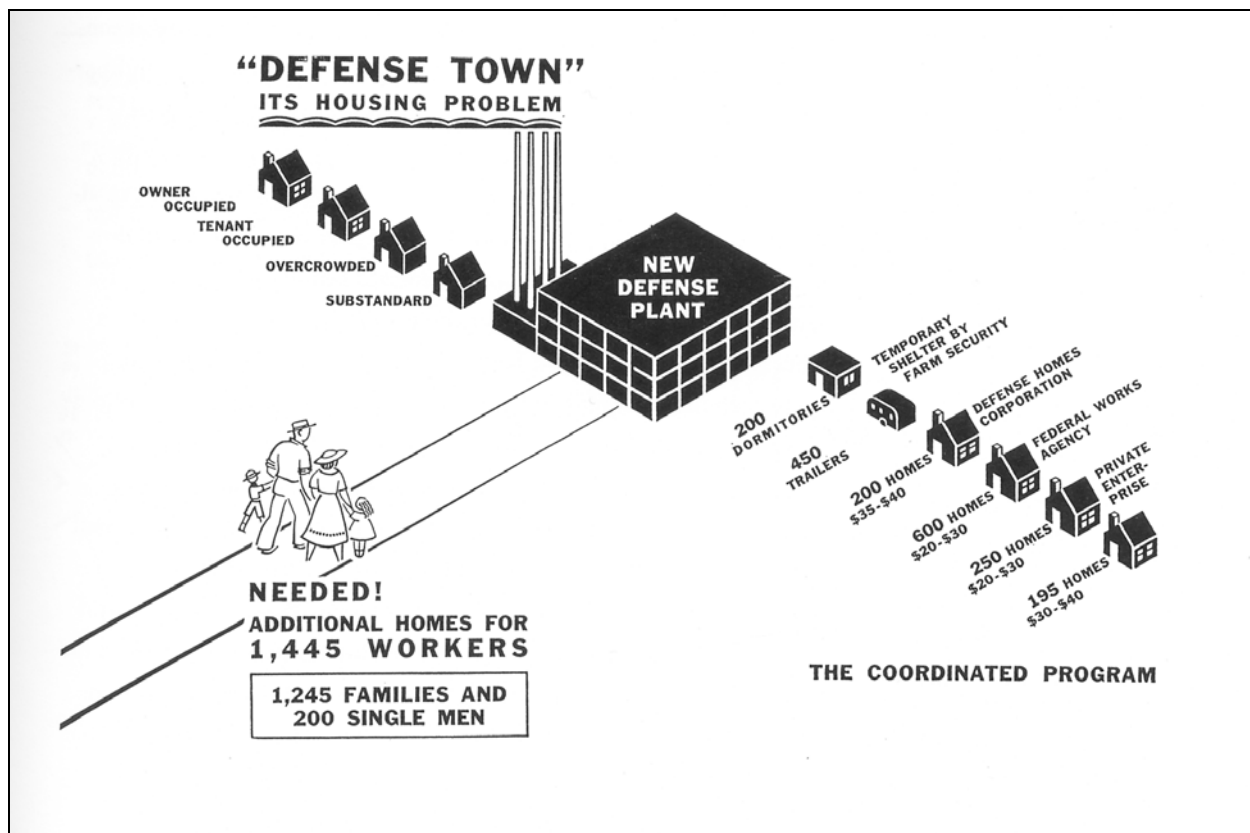 "DEFENSE TOWN"
ITS HOUSING PROBLEM
OWNER
OCCUPIED
TENANT
OCCUPIED
OVERCROWDED
SUBSTANDARD
NEW
DEFENSE
PLANT
200
DORMITORIES
450
TRAILERS
TEMPORARY
SHELTER BY
FARM SECURITY
200 HOMES
$35-$40
DEFENSE HOMES
CORPORATION
600 HOMES
$20-$30
FEDERAL WORKS
AGENCY
250 HOMES
$20-$30
195 HOMES
$30-$40
PRIVATE
ENTER-
PRISE
NEEDED!
ADDITIONAL HOMES FOR
1,445 WORKERS
1,245 FAMILIES AND
200 SINGLE MEN
THE COORDINATED PROGRAM